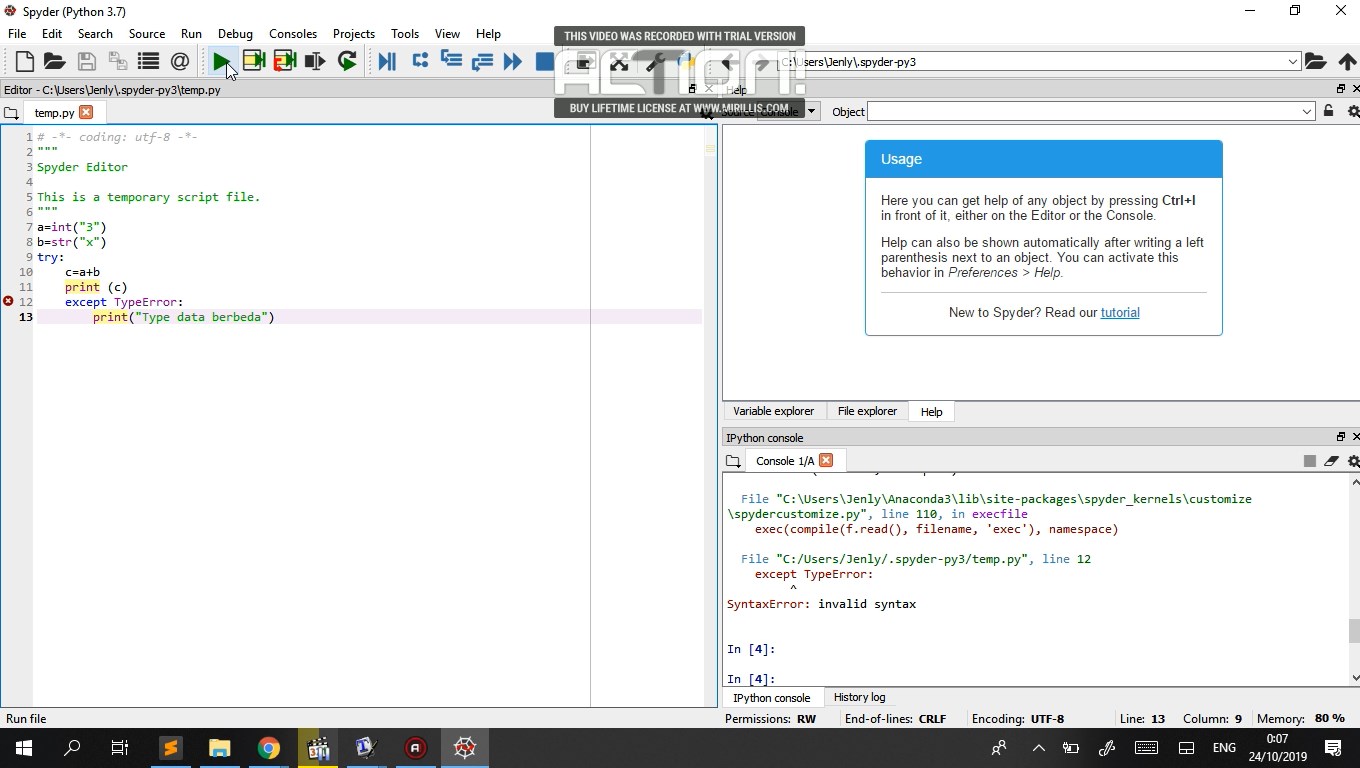 Spyder (Python 3.7)
File Edit Search Source Run Debug Consoles Projects Tools View Help
THIS VIDEO WAS RECORDED WITH TRIAL VERSION
ACTION!
BUY LIFETIME LICENSE AT WWW.MIRILLIS.COM
C:\Users\Jenly\.spyder-py3
Editor - C:\Users\Jenly\.spyder-py3\temp.py
temp.py
1 # -*- coding: utf-8 -*-
2 """
3 Spyder Editor
4
5 This is a temporary script file.
6 """
7 a=int("3")
8 b=str("x")
9 try:
10 c=a+b
11 print (c)
12 except TypeError:
13 print("Type data berbeda")
Help
Source Console Object
Usage
Here you can get help of any object by pressing Ctrl+I
in front of it, either on the Editor or the Console.
Help can also be shown automatically after writing a left
parenthesis next to an object. You can activate this
behavior in Preferences > Help.
New to Spyder? Read our tutorial
Variable explorer File explorer Help
IPython console
Console 1/A
File "C:\Users\Jenly\Anaconda3\lib\site-packages\spyder_kernels\customize
\spydercustomize.py", line 110, in execfile
exec(compile(f.read(), filename, 'exec'), namespace)
File "C:/Users/Jenly/.spyder-py3/temp.py", line 12
except TypeError:
^
SyntaxError: invalid syntax
In [4]:
In [4]:
IPython console History log
Run file
Permissions: RW End-of-lines: CRLF Encoding: UTF-8 Line: 13 Column: 9 Memory: 80 %
ENG
0:07
24/10/2019